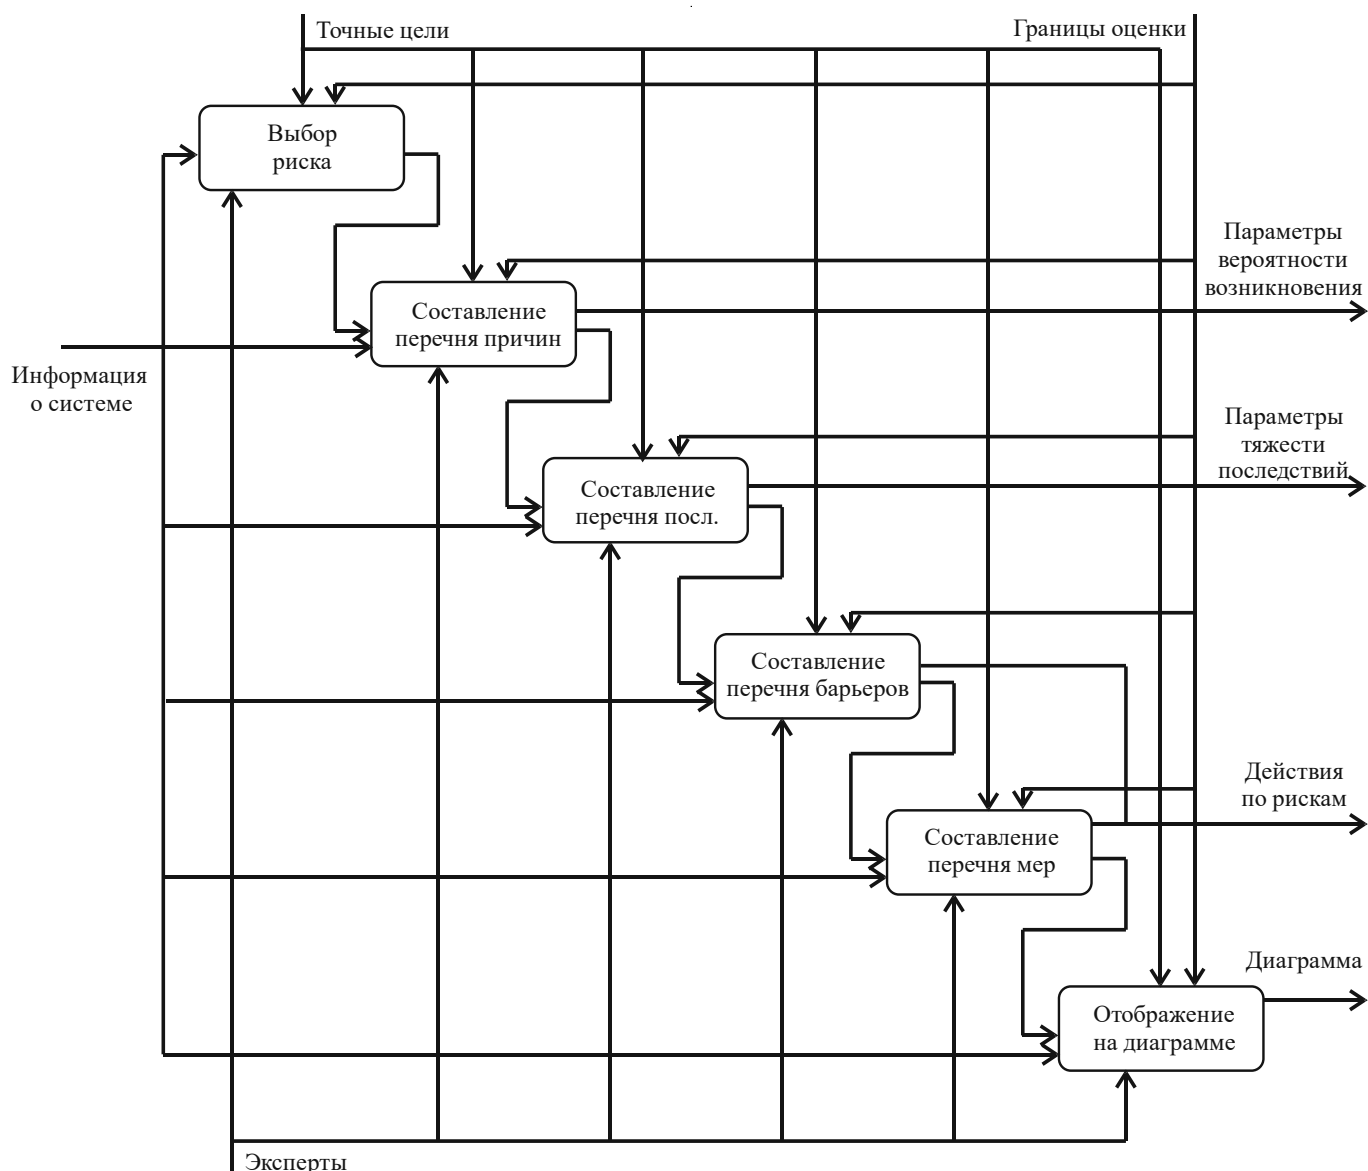 Точные цели
Границы оценки
Выбор
риска
Параметры
вероятности
возникновения
Составление
перечня причин
Информация
о системе
Параметры
тяжести
последствий
Составление
перечня посл.
Составление
перечня барьеров
Действия
по рискам
Составление
перечня мер
Диаграмма
Отображение
на диаграмме
Эксперты